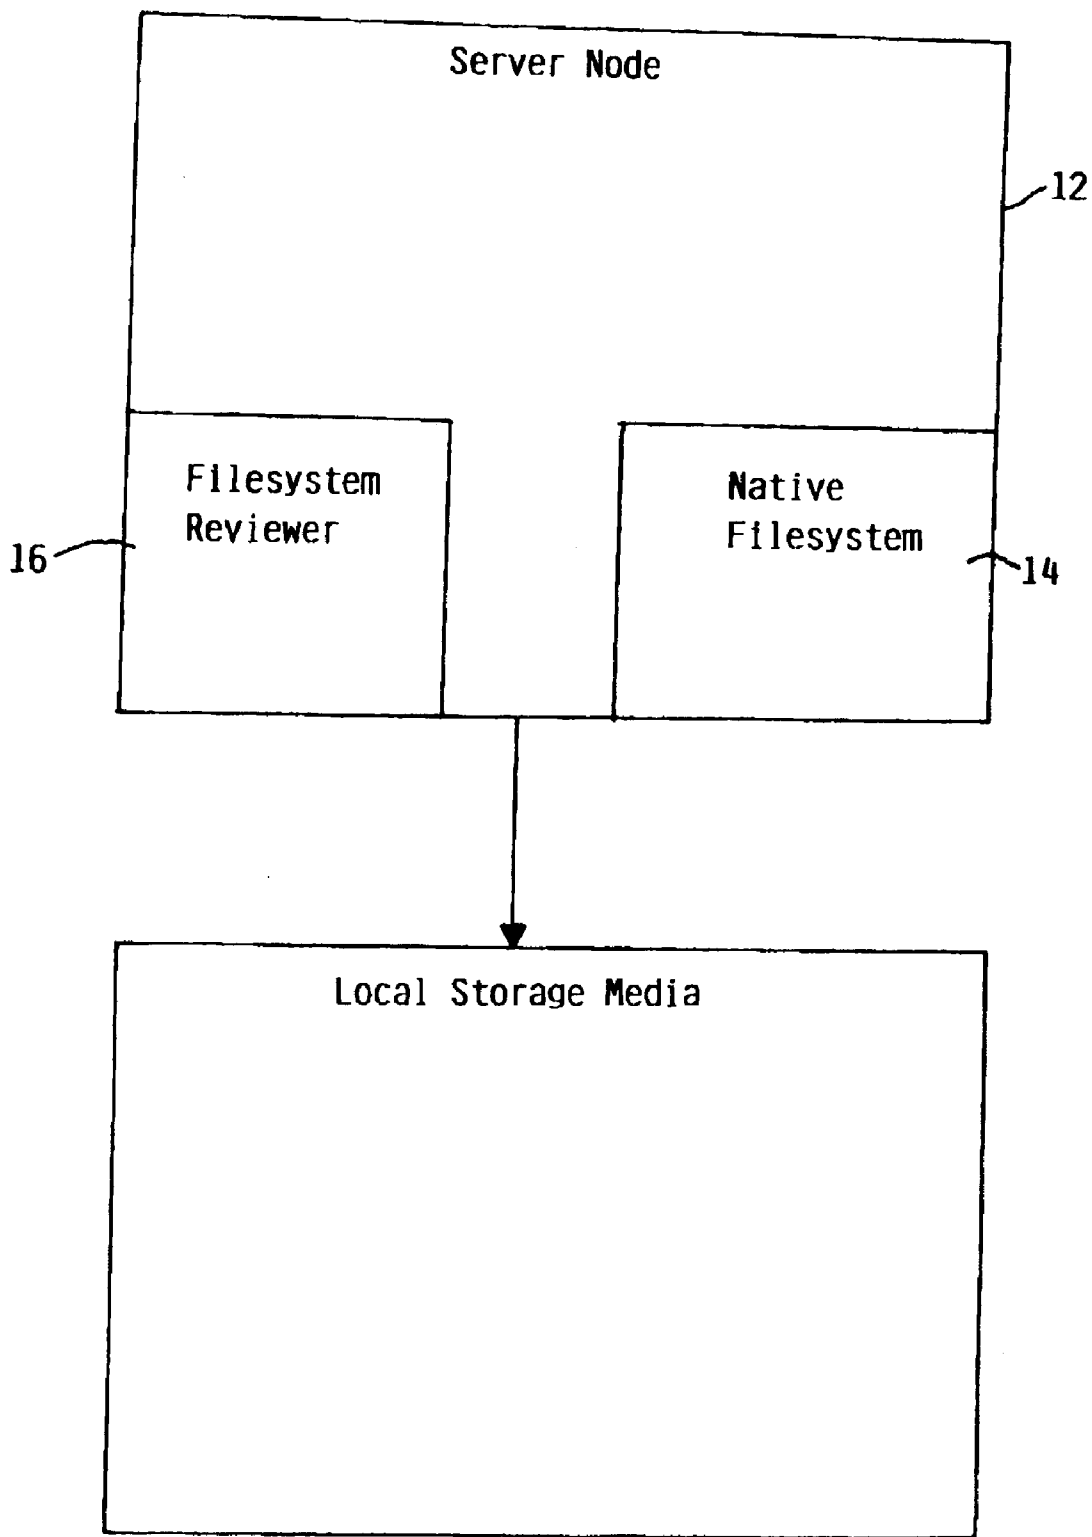 Server Node
12
Filesystem
Reviewer
16
Native
Filesystem
14
Local Storage Media